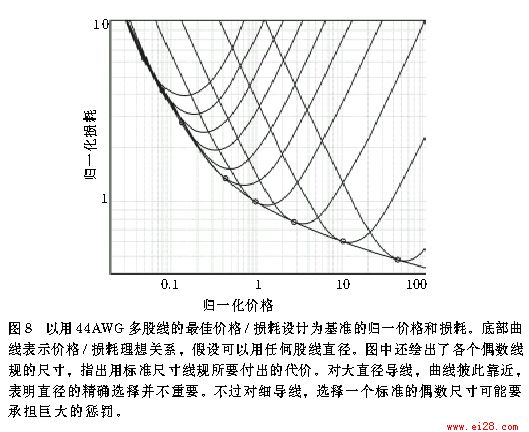 10
归一化损耗
1
0.1
1
10
100
归一化价格
图8 以用44AWG多股线的最佳价格/损耗设计为基准的归一价格和损耗。底部曲
线表示价格/损耗理想关系,假设可以用任何股线直径。图中还绘出了各个偶数线
规的尺寸,指出用标准尺寸线规所要付出的代价。对大直径导线,曲线彼此靠近,
表明直径的精确选择并不重要。不过对细导线,选择一个标准的偶数尺寸可能要
承担巨大的惩罚。
www.ei28.com